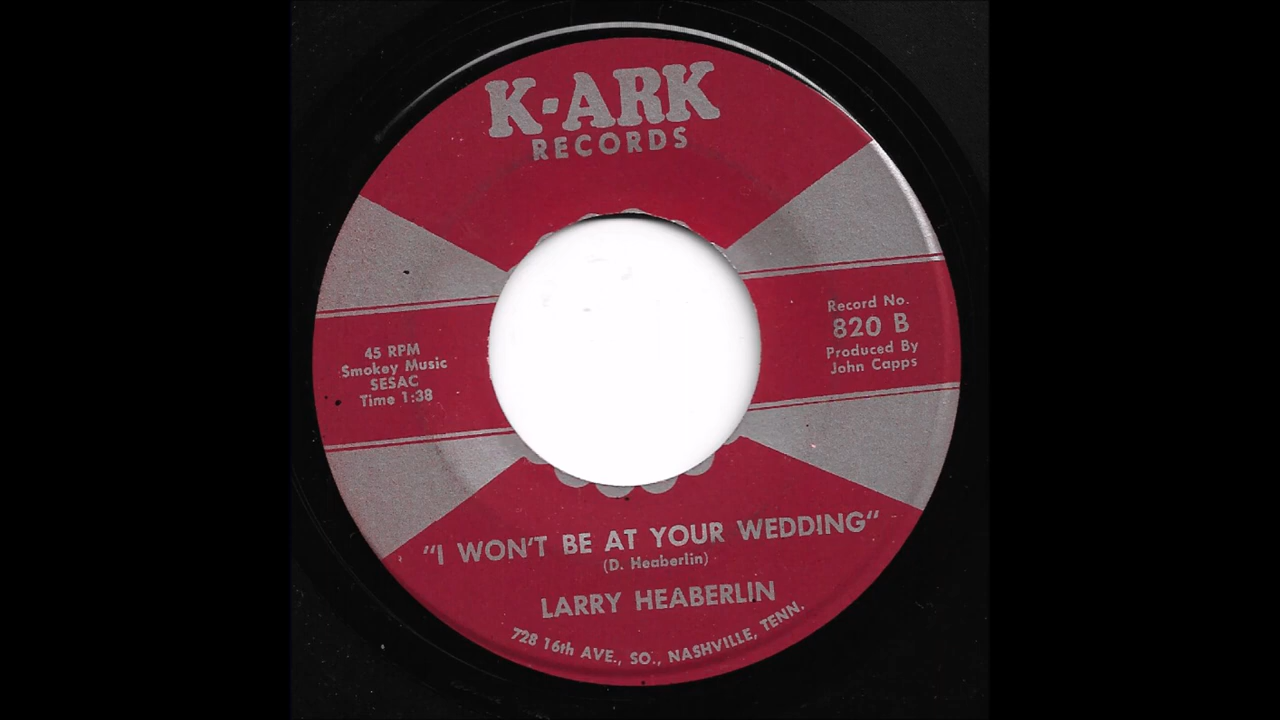 K-ARK
RECORDS
45 RPM
Smokey Music
SESAC
Time 1:38
Record No.
820 B
Produced By
John Capps
"I WON'T BE AT YOUR WEDDING"
(D. Heaberlin)
LARRY HEABERLIN
728 16th AVE., SO., NASHVILLE, TENN.